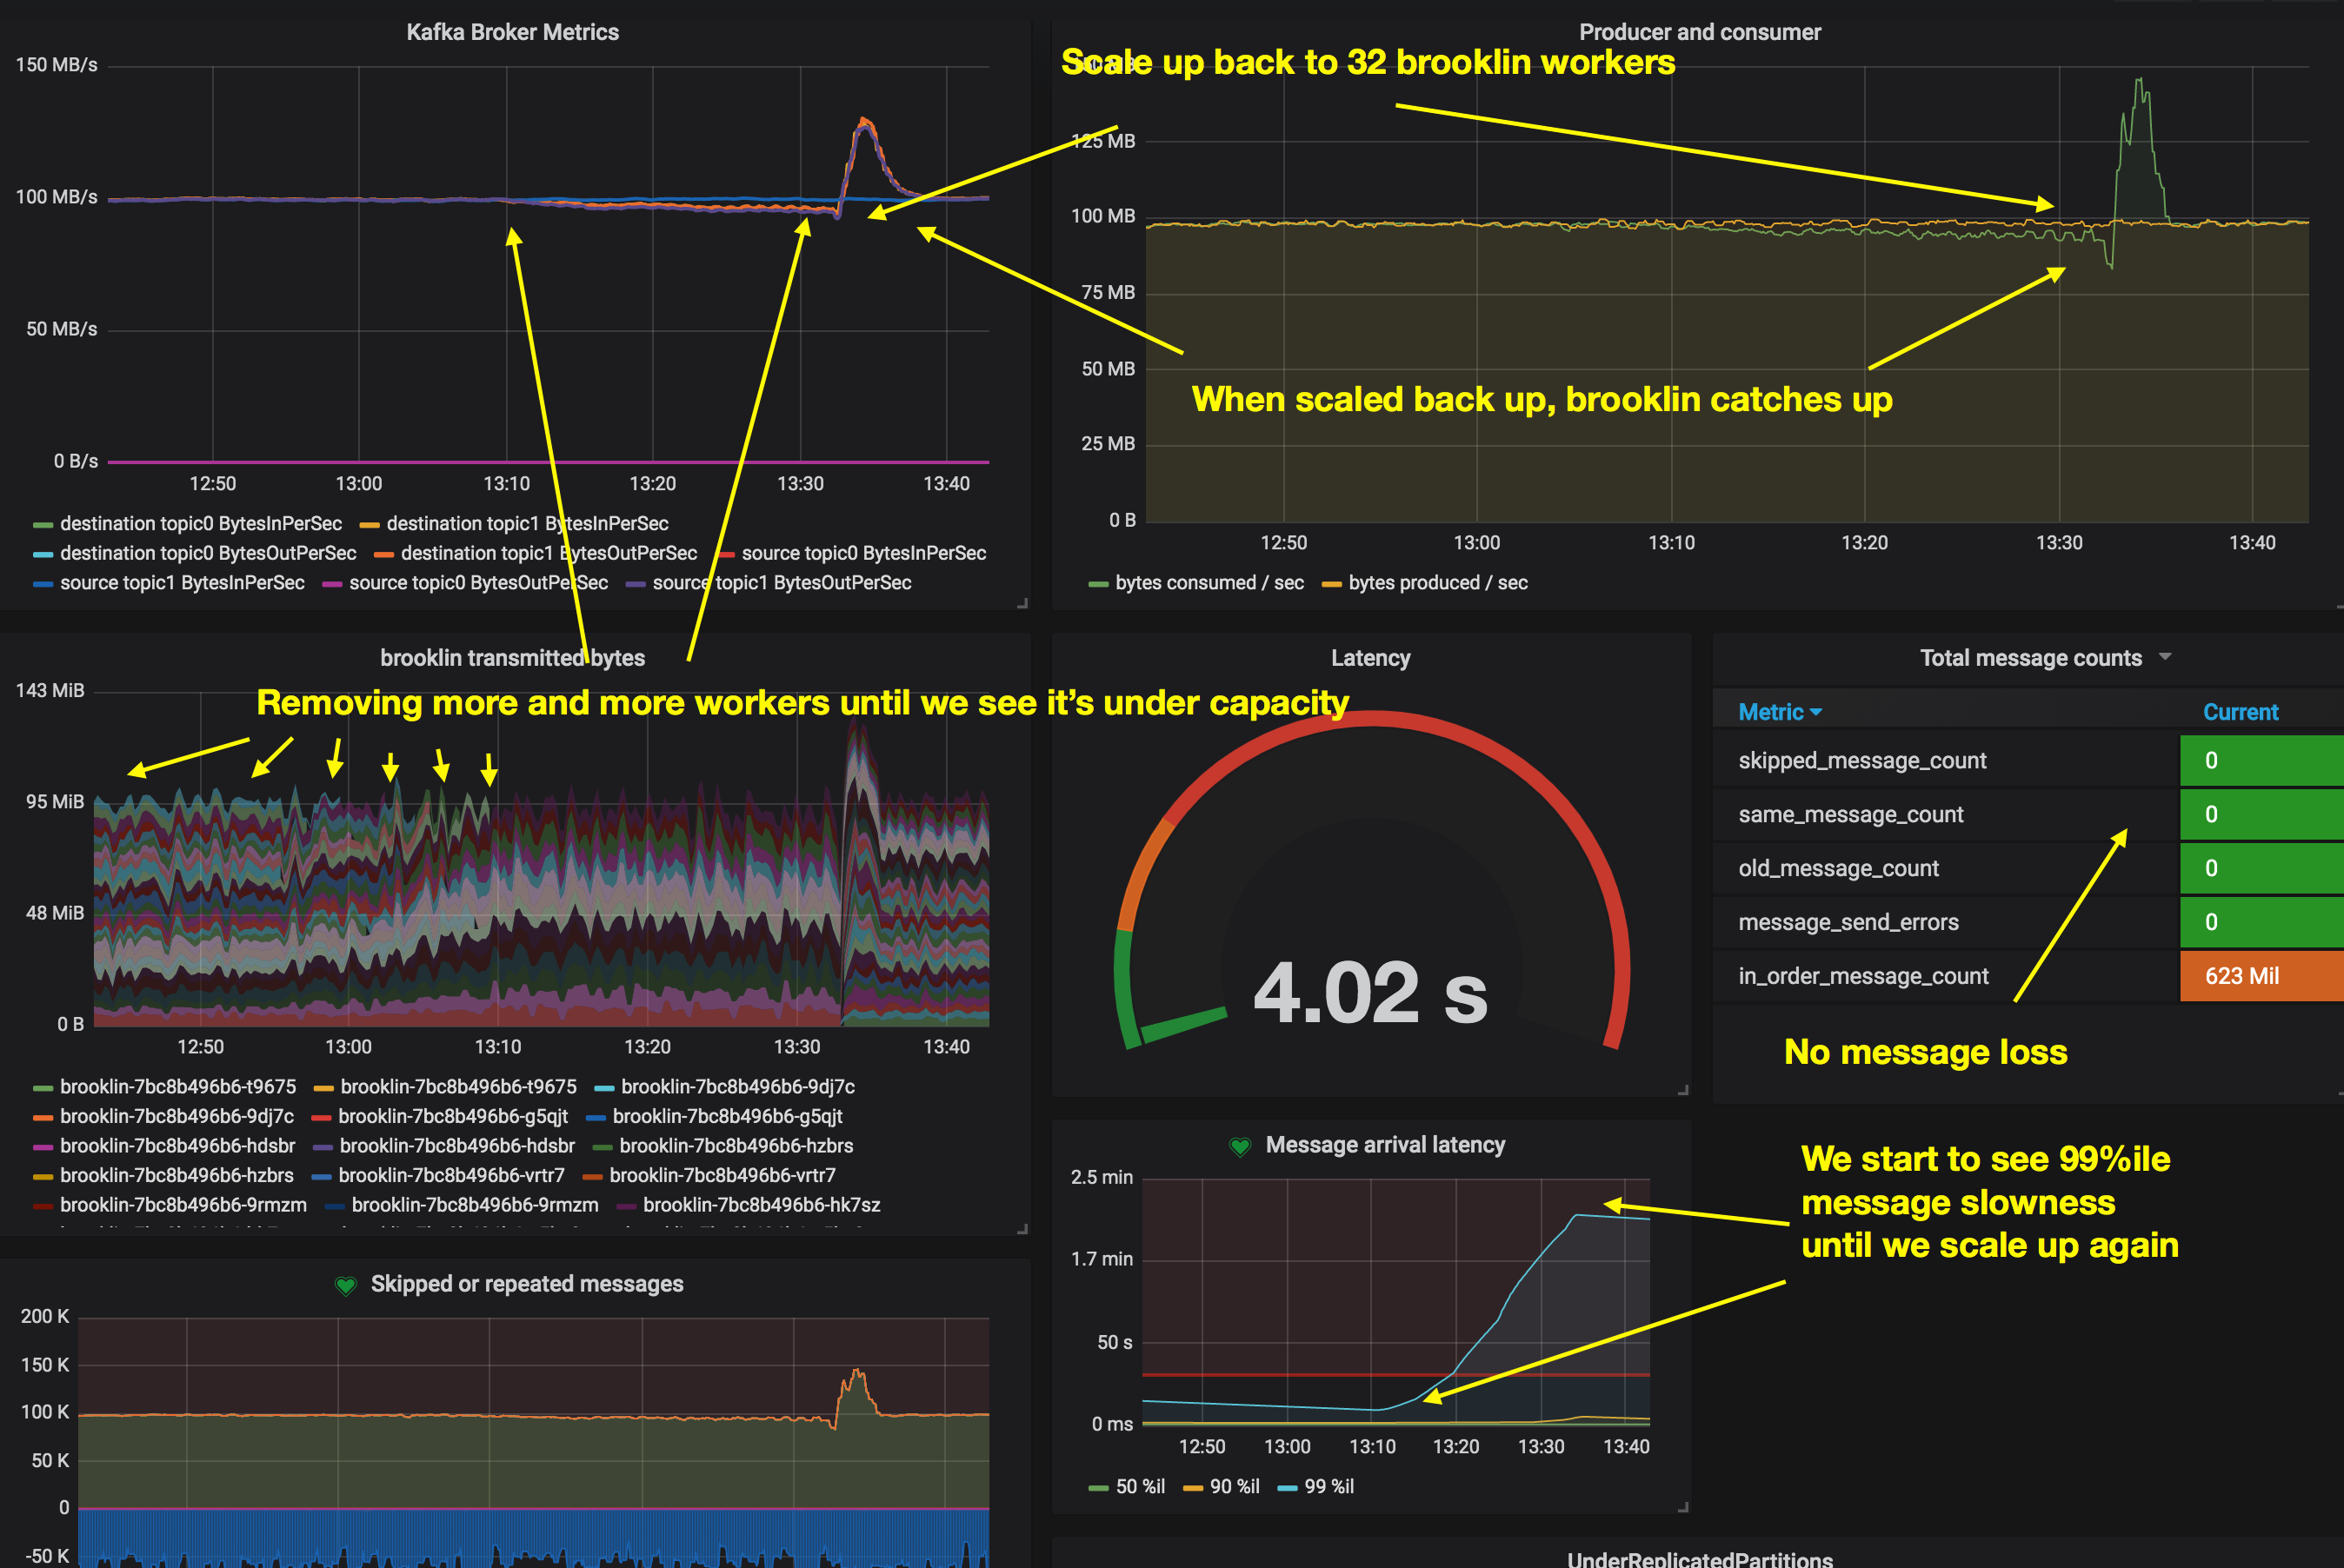 Kafka Broker Metrics
150 MB/s
100 MB/s
50 MB/s
0 B/s
12:50 13:00 13:10 13:20 13:30 13:40
destination topic0 BytesInPerSec destination topic1 BytesInPerSec
destination topic0 BytesOutPerSec destination topic1 BytesOutPerSec source topic0 BytesInPerSec
source topic1 BytesInPerSec source topic0 BytesOutPerSec source topic1 BytesOutPerSec
Producer and consumer
Scale up back to 32 brooklin workers
125 MB
100 MB
75 MB
50 MB
When scaled back up, brooklin catches up
25 MB
0 B
12:50 13:00 13:10 13:20 13:30 13:40
bytes consumed / sec bytes produced / sec
brooklin transmitted bytes
143 MiB
Removing more and more workers until we see it’s under capacity
95 MiB
48 MiB
0 B
12:50 13:00 13:10 13:20 13:30 13:40
brooklin-7bc8b496b6-t9675 brooklin-7bc8b496b6-t9675 brooklin-7bc8b496b6-9dj7c
brooklin-7bc8b496b6-9dj7c brooklin-7bc8b496b6-g5qjt brooklin-7bc8b496b6-g5qjt
brooklin-7bc8b496b6-hdsbr brooklin-7bc8b496b6-hdsbr brooklin-7bc8b496b6-hzbrs
brooklin-7bc8b496b6-hzbrs brooklin-7bc8b496b6-vrtr7 brooklin-7bc8b496b6-vrtr7
brooklin-7bc8b496b6-9rmzm brooklin-7bc8b496b6-9rmzm brooklin-7bc8b496b6-hk7sz
Latency
4.02 s
Total message counts
Metric Current
skipped_message_count 0
same_message_count 0
old_message_count 0
message_send_errors 0
in_order_message_count 623 Mil
No message loss
Skipped or repeated messages
200 K
150 K
100 K
50 K
0
-50 K
Message arrival latency
2.5 min
1.7 min
50 s
0 ms
12:50 13:00 13:10 13:20 13:30 13:40
50 %il 90 %il 99 %il
We start to see 99%ile
message slowness
until we scale up again
UnderReplicatedPartitions